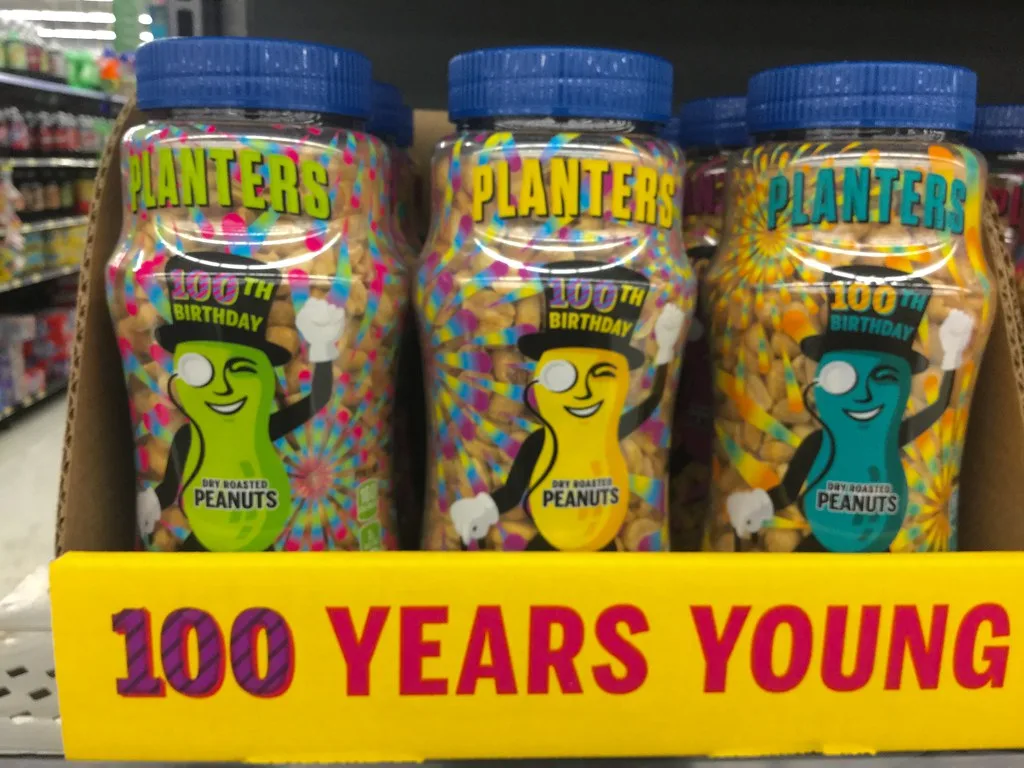 PLANTERS
100TH
BIRTHDAY
DRY ROASTED
PEANUTS
PLANTERS
100TH
BIRTHDAY
DRY ROASTED
PEANUTS
PLANTERS
100TH
BIRTHDAY
DRY ROASTED
PEANUTS
100 YEARS YOUNG